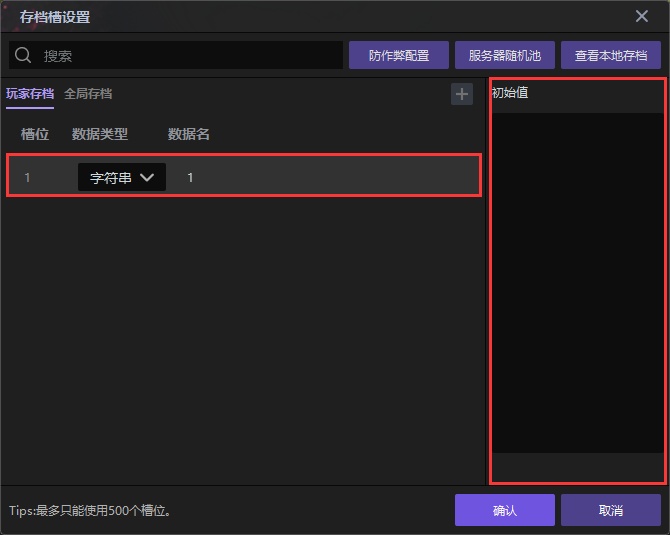 存档槽设置
搜索
防作弊配置
服务器随机池
查看本地存档
玩家存档 全局存档
初始值
槽位 数据类型 数据名
1 字符串 1
Tips:最多只能使用500个槽位。
确认
取消